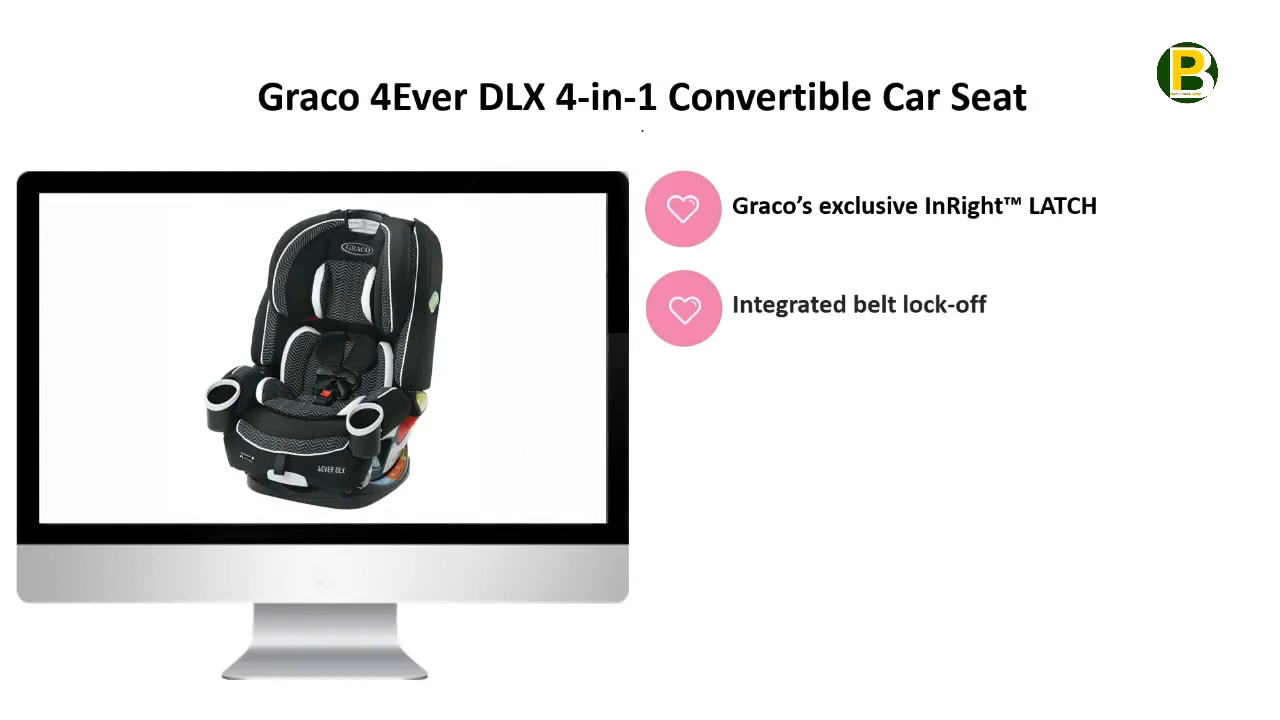 Graco 4Ever DLX 4-in-1 Convertible Car Seat
.
PB
Graco’s exclusive InRight™ LATCH
Integrated belt lock-off
GRACO
4EVER DLX